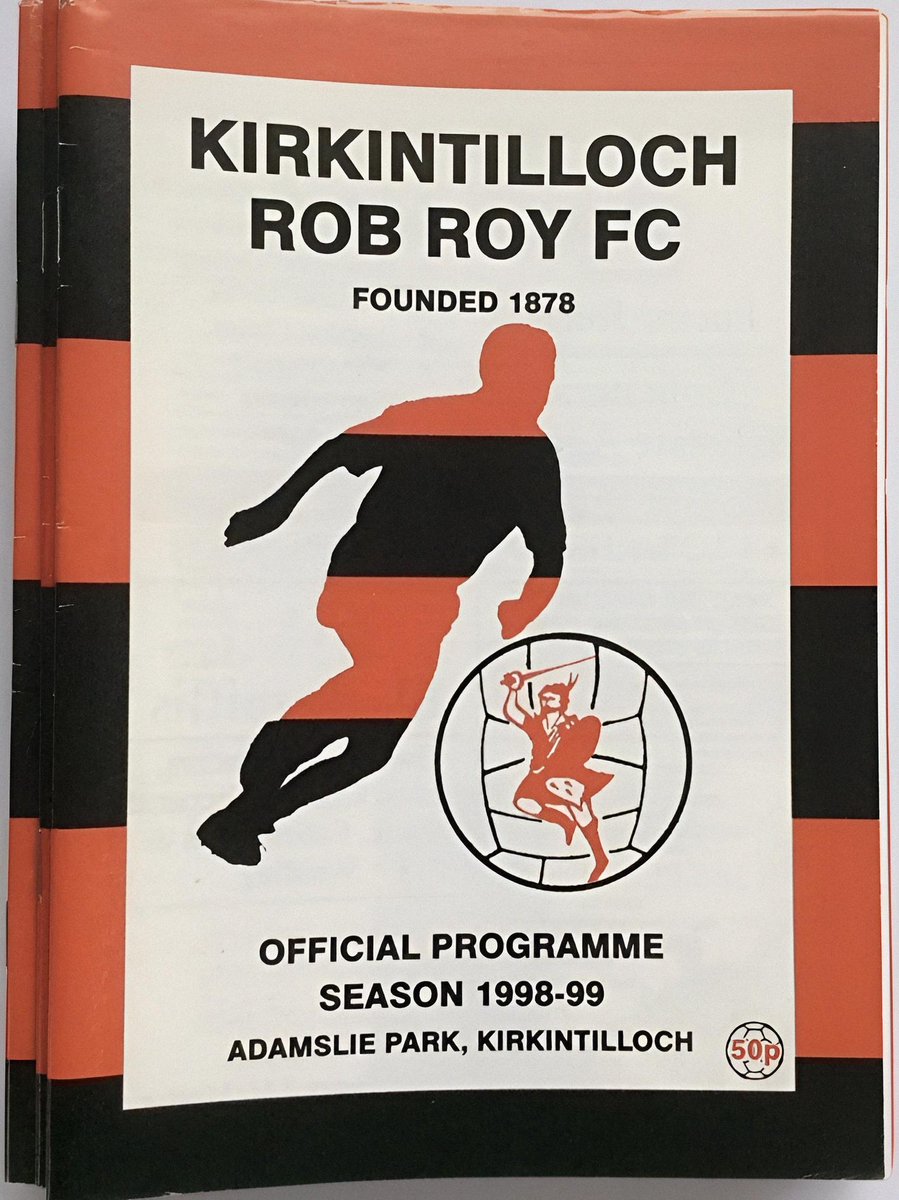 KIRKINTILLOCH
ROB ROY FC
FOUNDED 1878
OFFICIAL PROGRAMME
SEASON 1998-99
ADAMSLIE PARK, KIRKINTILLOCH
50p